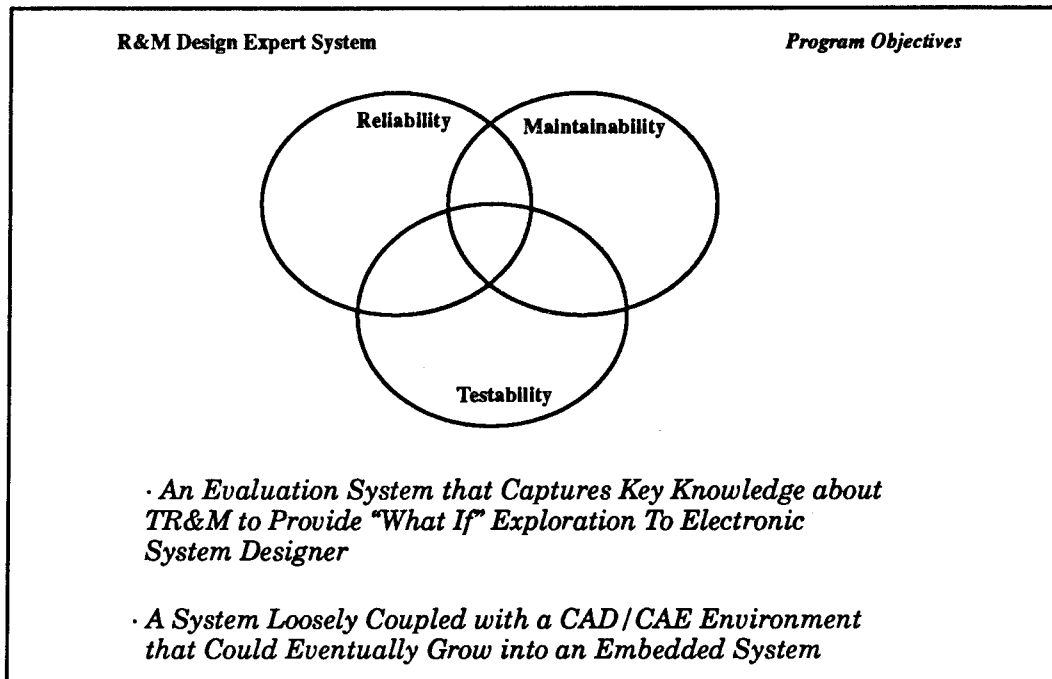 R&M Design Expert System
Program Objectives
Reliability
Maintainability
Testability
· An Evaluation System that Captures Key Knowledge about
TR&M to Provide "What If" Exploration To Electronic
System Designer
· A System Loosely Coupled with a CAD/CAE Environment
that Could Eventually Grow into an Embedded System